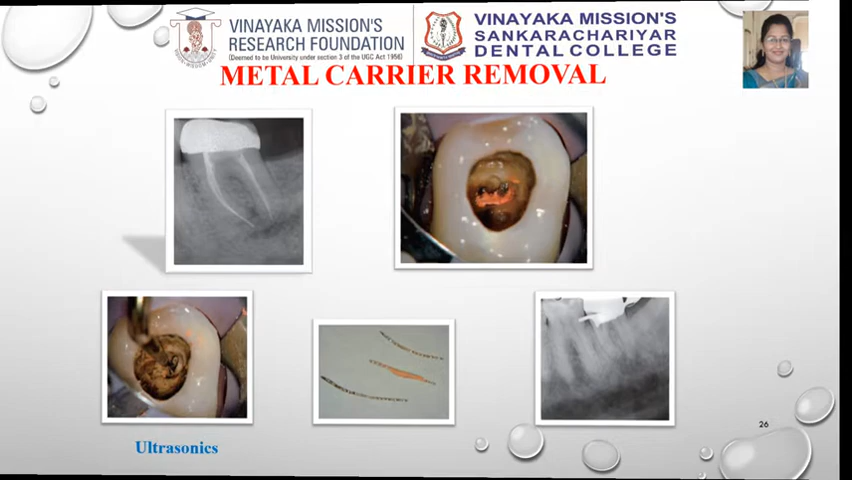 VINAYAKA MISSION'S
RESEARCH FOUNDATION
(Deemed to be University under section 3 of the UGC Act 1956)
VINAYAKA MISSION'S
SANKARACHARIYAR
DENTAL COLLEGE
METAL CARRIER REMOVAL
Ultrasonics
26